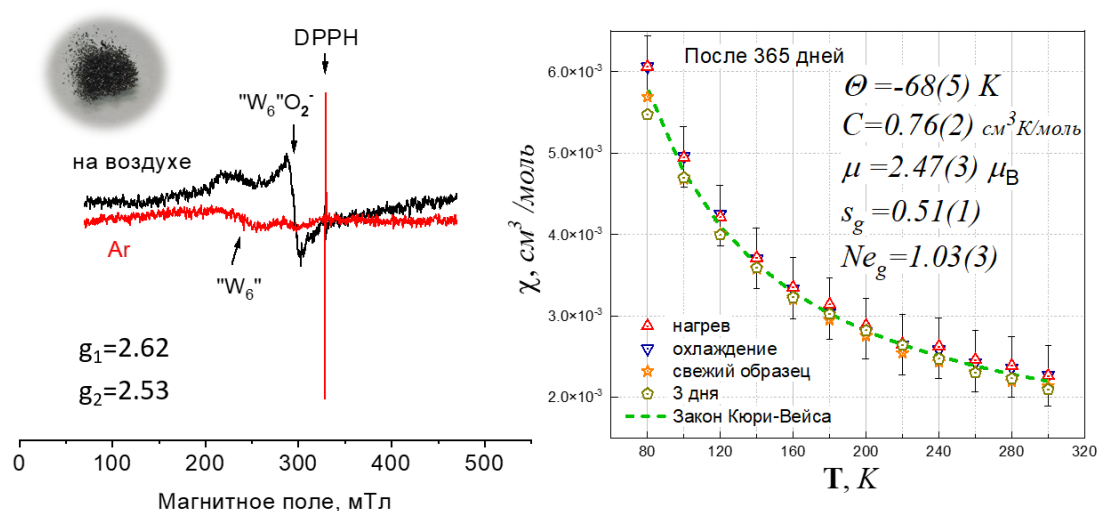 DPPH
"W₆"O₂⁻
на воздухе
Ar
"W₆"
g₁=2.62
g₂=2.53
0 100 200 300 400 500
Магнитное поле, мТл
После 365 дней
Θ =-68(5) K
C=0.76(2) см³К/моль
μ =2.47(3) μ_B
s_g=0.51(1)
Ne_g=1.03(3)
6.0×10⁻³
5.0×10⁻³
4.0×10⁻³
3.0×10⁻³
2.0×10⁻³
χ, см³ /моль
нагрев
охлаждение
свежий образец
3 дня
Закон Кюри-Вейса
80 120 160 200 240 280 320
T, K